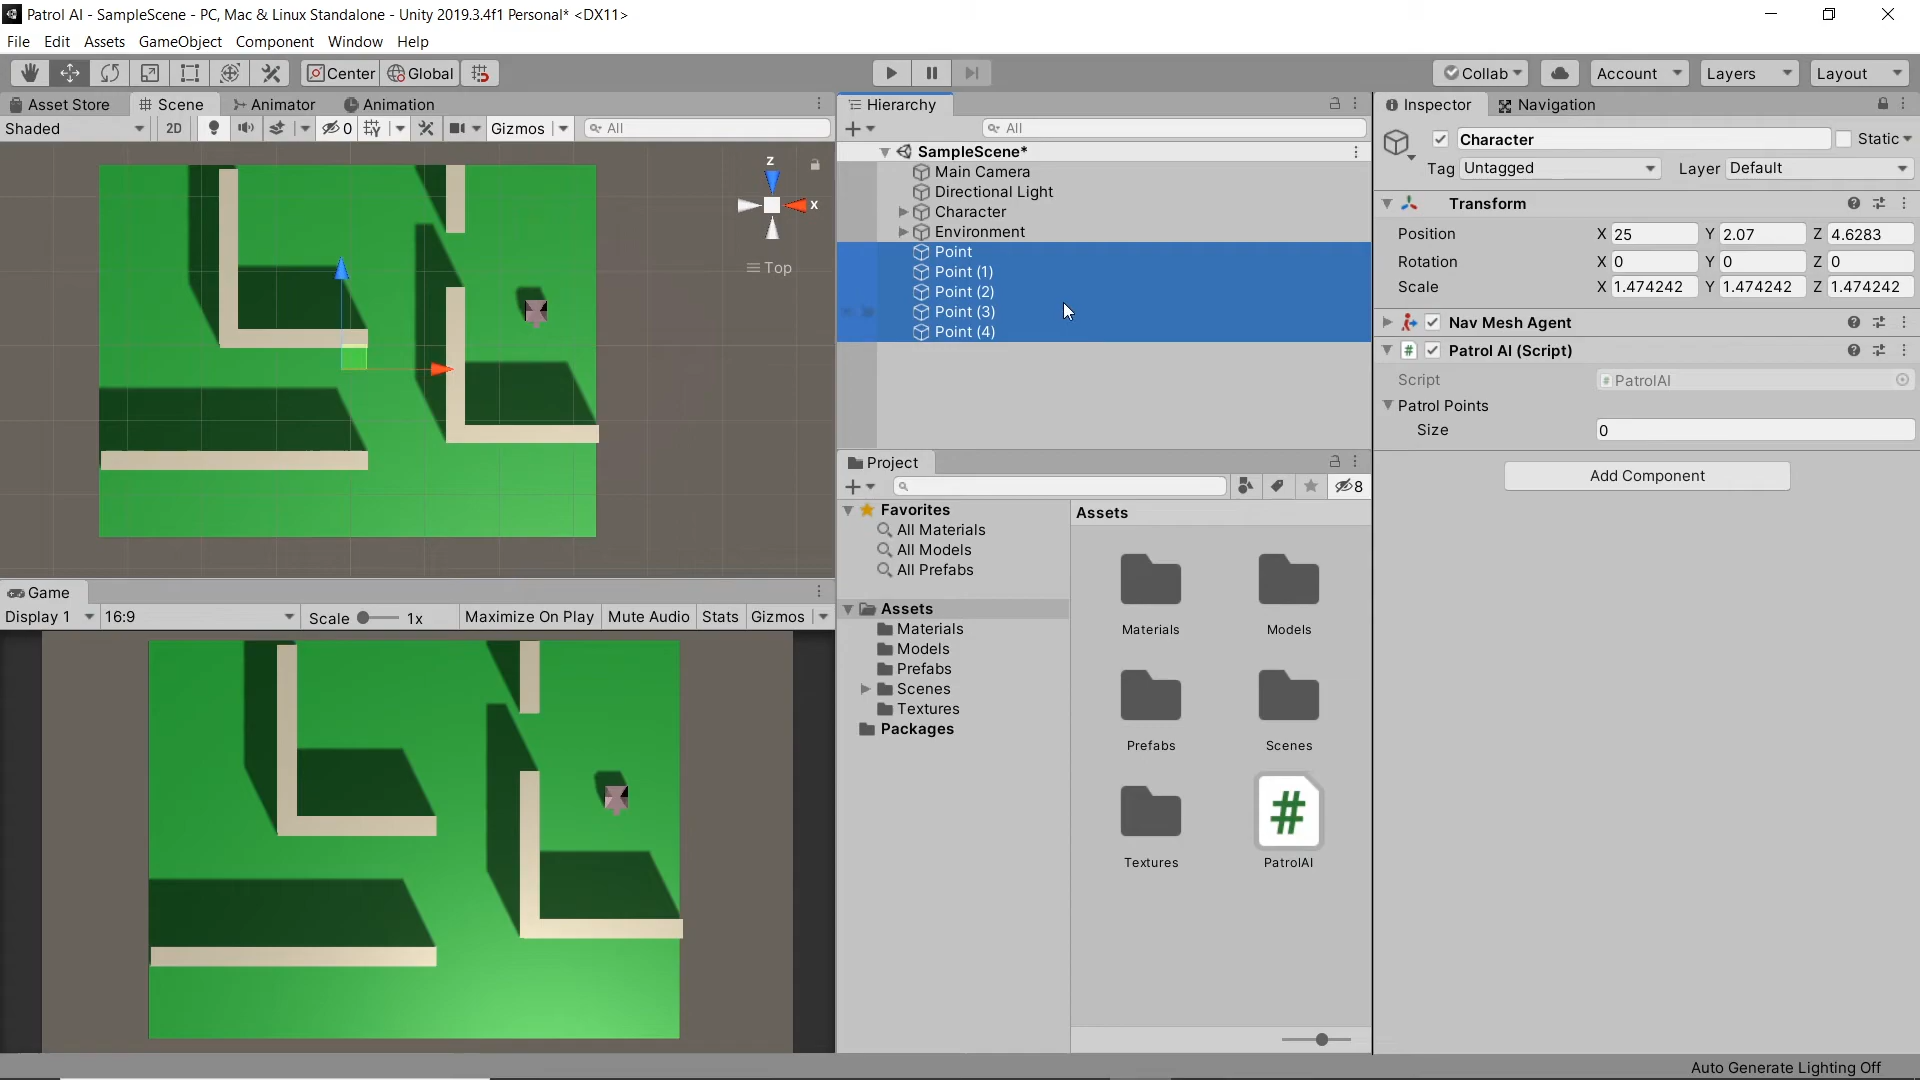 Patrol AI - SampleScene - PC, Mac & Linux Standalone - Unity 2019.3.4f1 Personal* <DX11>
File Edit Assets GameObject Component Window Help
Center Global Collab Account Layers Layout
Asset Store Scene Animator Animation
Shaded 2D 0 Gizmos All
z
x
Top
Game
Display 1 16:9 Scale 1x Maximize On Play Mute Audio Stats Gizmos
Hierarchy
All
SampleScene*
Main Camera
Directional Light
Character
Environment
Point
Point (1)
Point (2)
Point (3)
Point (4)
Project
8
Favorites
All Materials
All Models
All Prefabs
Assets
Materials
Models
Prefabs
Scenes
Textures
Packages
Assets
Materials Models
Prefabs Scenes
#
Textures PatrolAI
Inspector Navigation
Character Static
Tag Untagged Layer Default
Transform
Position X 25 Y 2.07 Z 4.6283
Rotation X 0 Y 0 Z 0
Scale X 1.474242 Y 1.474242 Z 1.474242
Nav Mesh Agent
# Patrol AI (Script)
Script PatrolAI
Patrol Points
Size 0
Add Component
Auto Generate Lighting Off